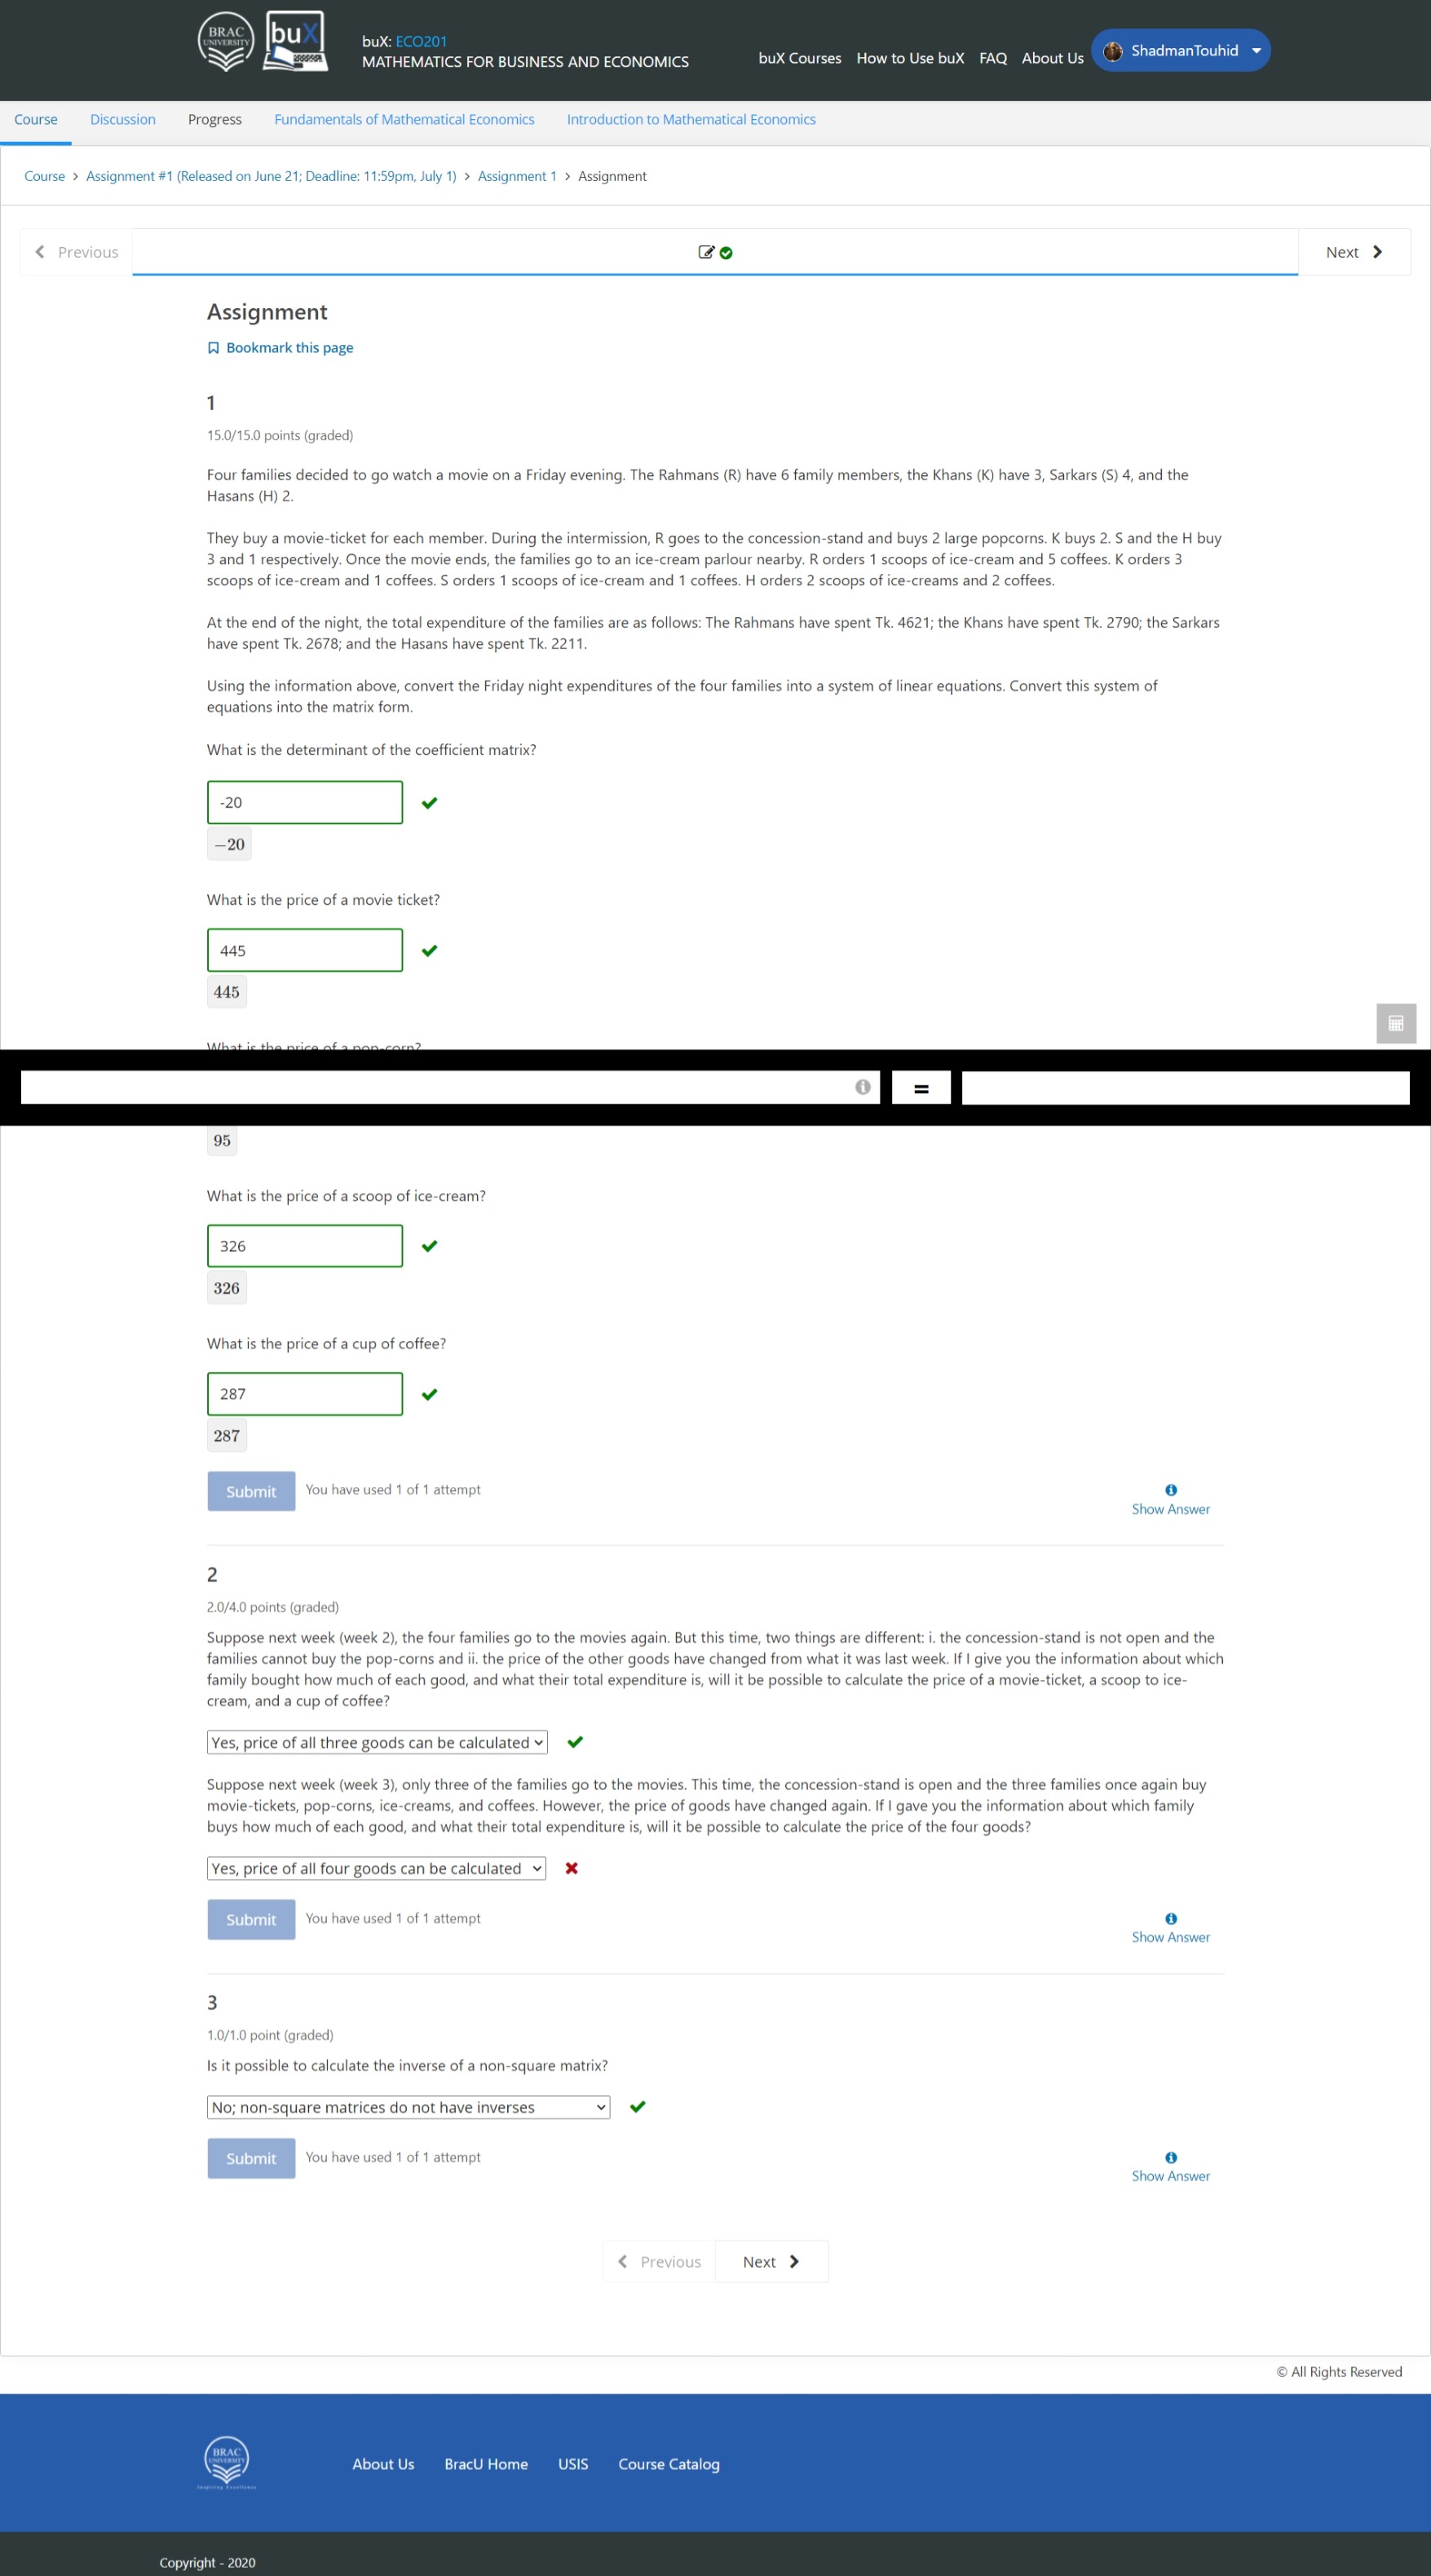 BRAC
UNIVERSITY
buX
buX: ECO201
MATHEMATICS FOR BUSINESS AND ECONOMICS
buX Courses How to Use buX FAQ About Us ShadmanTouhid
Course Discussion Progress Fundamentals of Mathematical Economics Introduction to Mathematical Economics
Course > Assignment #1 (Released on June 21; Deadline: 11:59pm, July 1) > Assignment 1 > Assignment
Previous Next
Assignment
Bookmark this page
1
15.0/15.0 points (graded)
Four families decided to go watch a movie on a Friday evening. The Rahmans (R) have 6 family members, the Khans (K) have 3, Sarkars (S) 4, and the
Hasans (H) 2.
They buy a movie-ticket for each member. During the intermission, R goes to the concession-stand and buys 2 large popcorns. K buys 2. S and the H buy
3 and 1 respectively. Once the movie ends, the families go to an ice-cream parlour nearby. R orders 1 scoops of ice-cream and 5 coffees. K orders 3
scoops of ice-cream and 1 coffees. S orders 1 scoops of ice-cream and 1 coffees. H orders 2 scoops of ice-creams and 2 coffees.
At the end of the night, the total expenditure of the families are as follows: The Rahmans have spent Tk. 4621; the Khans have spent Tk. 2790; the Sarkars
have spent Tk. 2678; and the Hasans have spent Tk. 2211.
Using the information above, convert the Friday night expenditures of the four families into a system of linear equations. Convert this system of
equations into the matrix form.
What is the determinant of the coefficient matrix?
-20
−20
What is the price of a movie ticket?
445
445
What is the price of a pop-corn?
=
95
What is the price of a scoop of ice-cream?
326
326
What is the price of a cup of coffee?
287
287
Submit You have used 1 of 1 attempt
Show Answer
2
2.0/4.0 points (graded)
Suppose next week (week 2), the four families go to the movies again. But this time, two things are different: i. the concession-stand is not open and the
families cannot buy the pop-corns and ii. the price of the other goods have changed from what it was last week. If I give you the information about which
family bought how much of each good, and what their total expenditure is, will it be possible to calculate the price of a movie-ticket, a scoop to ice-
cream, and a cup of coffee?
Yes, price of all three goods can be calculated
Suppose next week (week 3), only three of the families go to the movies. This time, the concession-stand is open and the three families once again buy
movie-tickets, pop-corns, ice-creams, and coffees. However, the price of goods have changed again. If I gave you the information about which family
buys how much of each good, and what their total expenditure is, will it be possible to calculate the price of the four goods?
Yes, price of all four goods can be calculated
Submit You have used 1 of 1 attempt
Show Answer
3
1.0/1.0 point (graded)
Is it possible to calculate the inverse of a non-square matrix?
No; non-square matrices do not have inverses
Submit You have used 1 of 1 attempt
Show Answer
Previous Next
© All Rights Reserved
BRAC
UNIVERSITY
Inspiring Excellence
About Us BracU Home USIS Course Catalog
Copyright - 2020